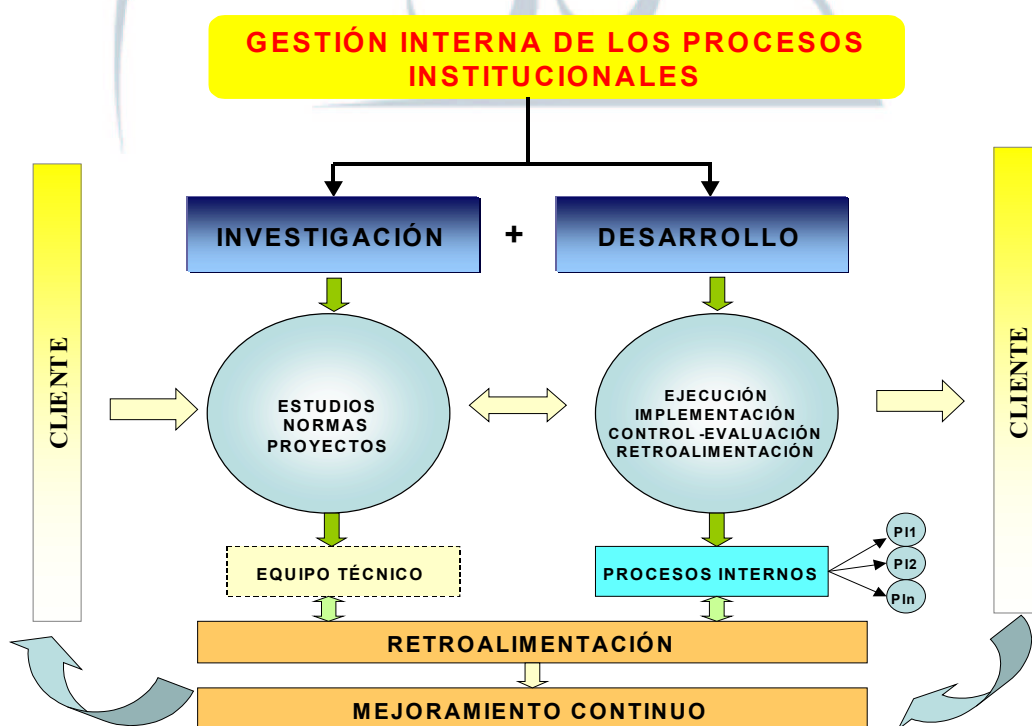 GESTIÓN INTERNA DE LOS PROCESOS
INSTITUCIONALES
INVESTIGACIÓN
+
DESARROLLO
CLIENTE
ESTUDIOS
NORMAS
PROYECTOS
EJECUCIÓN
IMPLEMENTACIÓN
CONTROL-EVALUACIÓN
RETROALIMENTACIÓN
CLIENTE
EQUIPO TÉCNICO
PROCESOS INTERNOS
PI1
PI2
PIn
RETROALIMENTACIÓN
MEJORAMIENTO CONTINUO